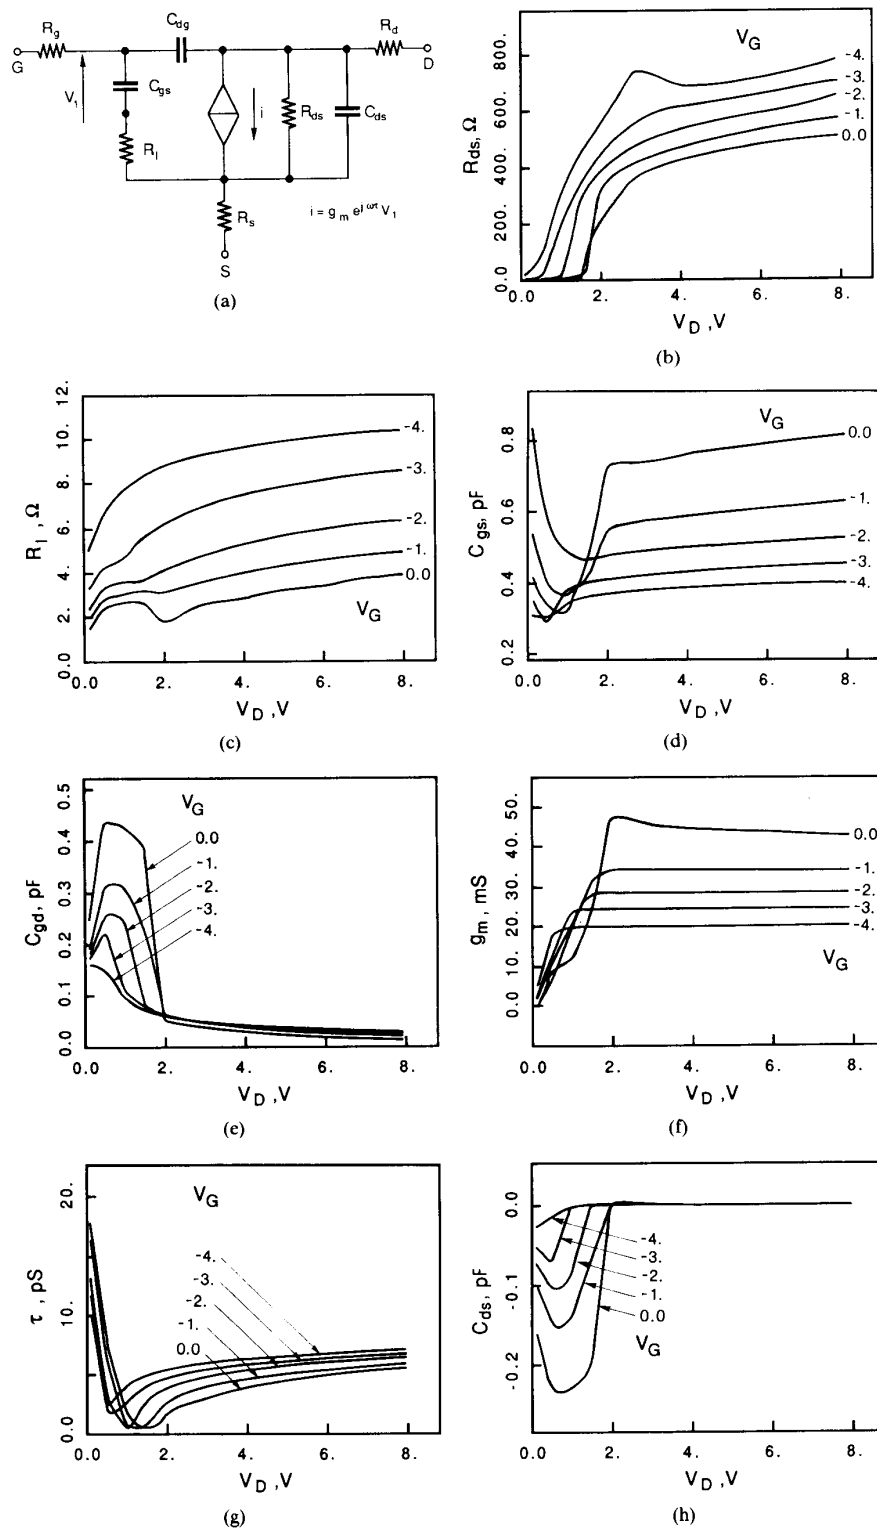 C_dg
R_g
R_d
G
D
V_1
C_gs
R_I
i
R_ds
C_ds
R_s
i = g_m e^jωτ V_1
S
(a)
V_G
800.
600.
400.
200.
0.0
R_ds, Ω
-4.
-3.
-2.
-1.
0.0
0.0 2. 4. 6. 8.
V_D ,V
(b)
12.
10.
8.
6.
4.
2.
0.0
R_I , Ω
-4.
-3.
-2.
-1.
0.0
V_G
0.0 2. 4. 6. 8.
V_D ,V
(c)
V_G
0.8
0.6
0.4
0.2
C_gs, pF
0.0
-1.
-2.
-3.
-4.
0.0 2. 4. 6. 8.
V_D ,V
(d)
0.5
0.4
0.3
0.2
0.1
0.0
C_gd, pF
V_G
0.0
-1.
-2.
-3.
-4.
0.0 2. 4. 6. 8.
V_D ,V
(e)
50.
40.
30.
20.
10.
0.0
g_m, mS
0.0
-1.
-2.
-3.
-4.
V_G
0.0 2. 4. 6. 8.
V_D ,V
(f)
20.
10.
0.0
τ , pS
V_G
-4.
-3.
-2.
-1.
0.0
0.0 2. 4. 6. 8.
V_D ,V
(g)
0.0
-0.1
-0.2
C_ds, pF
-4.
-3.
-2.
-1.
0.0
V_G
0.0 2. 4. 6. 8.
V_D ,V
(h)